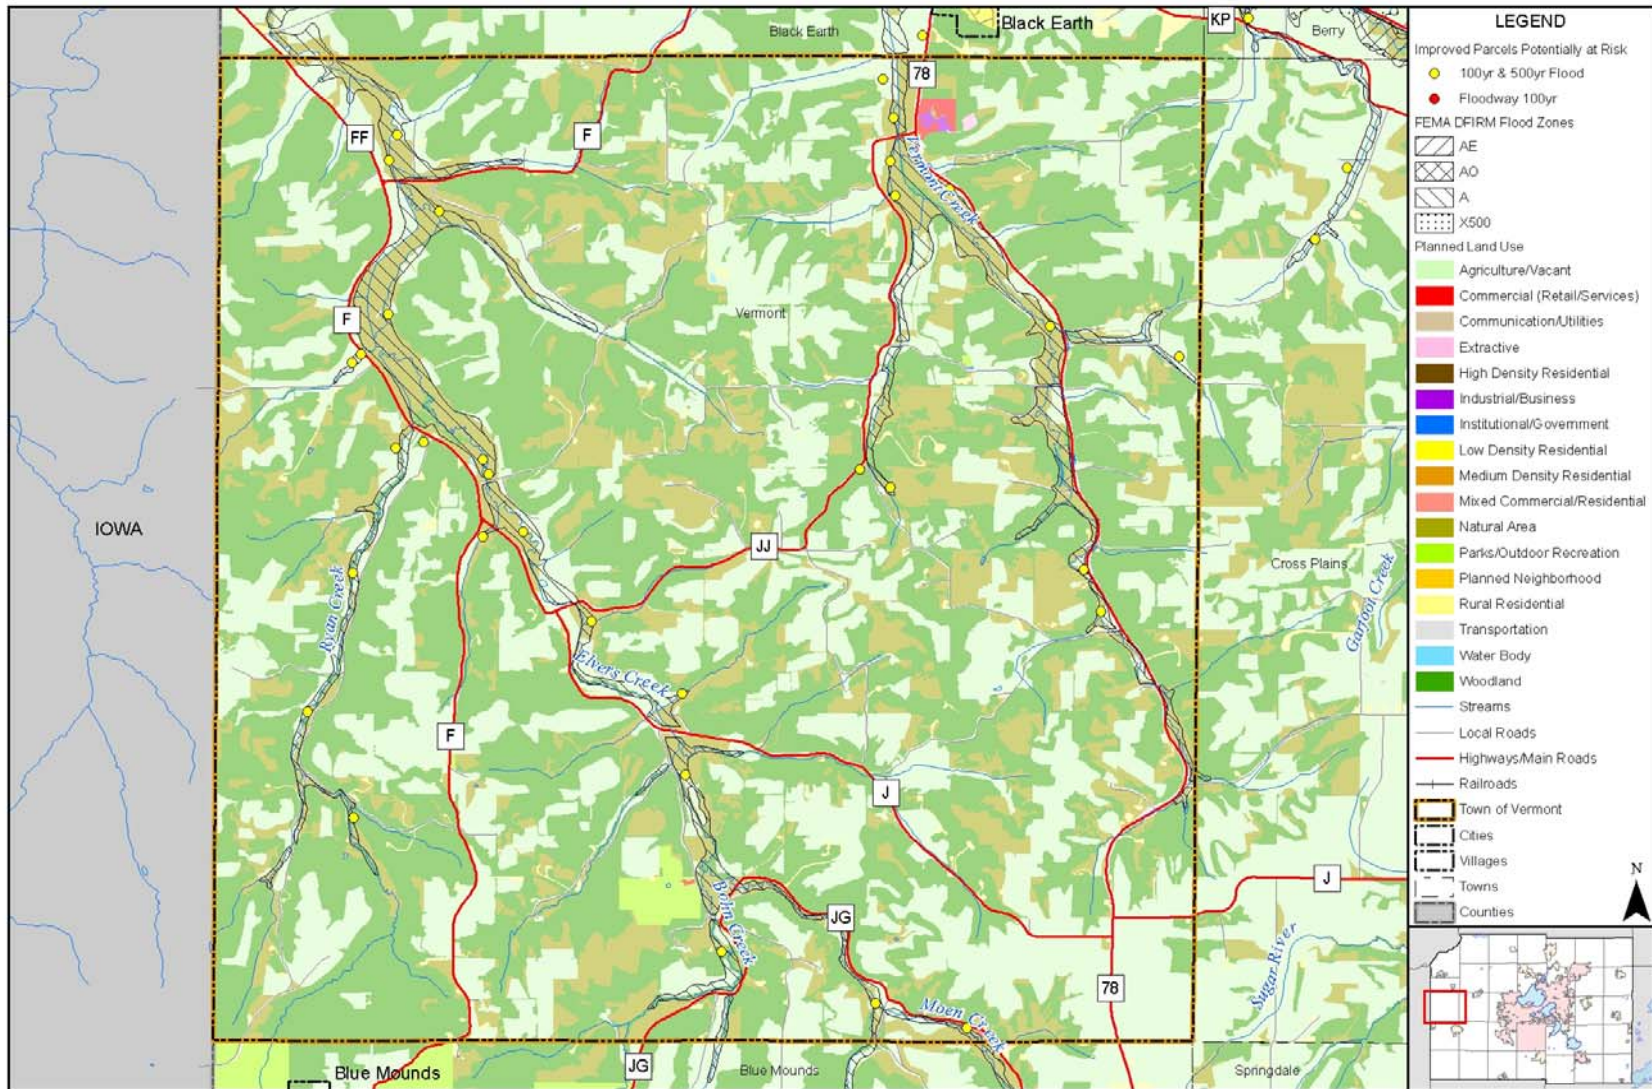 Black Earth
Black Earth
KP
Berry
78
FF
F
Vermont Creek
F
Vermont
IOWA
JJ
Cross Plains
Garfoot Creek
Ryan Creek
Elvers Creek
F
J
J
Bohn Creek
JG
Sugar River
78
Moen Creek
JG
Blue Mounds
Blue Mounds
Springdale
LEGEND
Improved Parcels Potentially at Risk
100yr & 500yr Flood
Floodway 100yr
FEMA DFIRM Flood Zones
AE
AO
A
X500
Planned Land Use
Agriculture/Vacant
Commercial (Retail/Services)
Communication/Utilities
Extractive
High Density Residential
Industrial/Business
Institutional/Government
Low Density Residential
Medium Density Residential
Mixed Commercial/Residential
Natural Area
Parks/Outdoor Recreation
Planned Neighborhood
Rural Residential
Transportation
Water Body
Woodland
Streams
Local Roads
Highways/Main Roads
Railroads
Town of Vermont
Cities
Villages
Towns
Counties
N